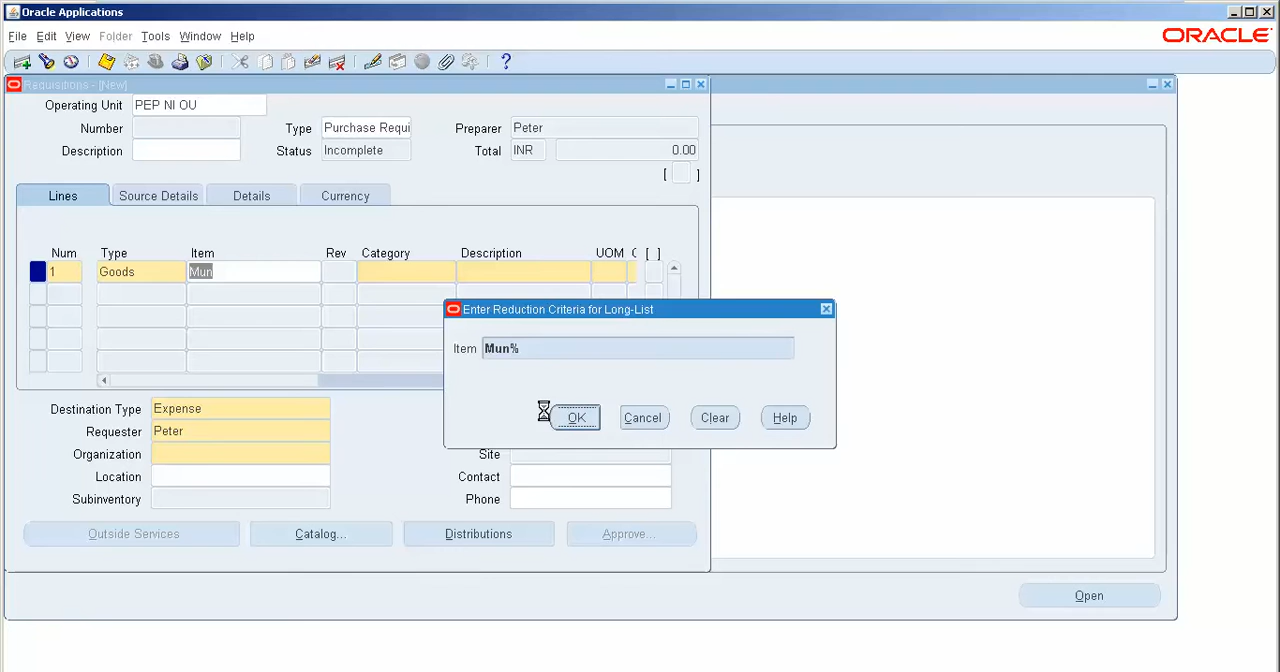 Oracle Applications
File Edit View Folder Tools Window Help
ORACLE
Requisitions - [New]
Operating Unit PEP NI OU
Number Type Purchase Requi Preparer Peter
Description Status Incomplete Total INR 0.00
[ ]
Lines Source Details Details Currency
Num Type Item Rev Category Description UOM [ ]
1 Goods Mun
Enter Reduction Criteria for Long-List
Item Mun%
OK Cancel Clear Help
Destination Type Expense
Requester Peter
Organization Site
Location Contact
Subinventory Phone
Outside Services Catalog... Distributions Approve...
Open